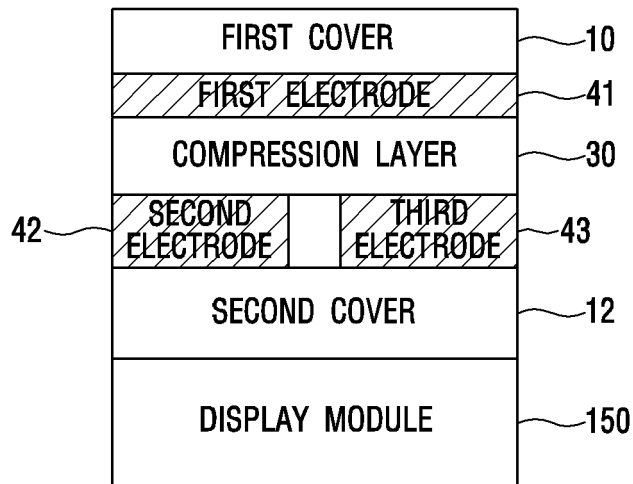 FIRST COVER 10
FIRST ELECTRODE 41
COMPRESSION LAYER 30
42 SECOND ELECTRODE THIRD ELECTRODE 43
SECOND COVER 12
DISPLAY MODULE 150